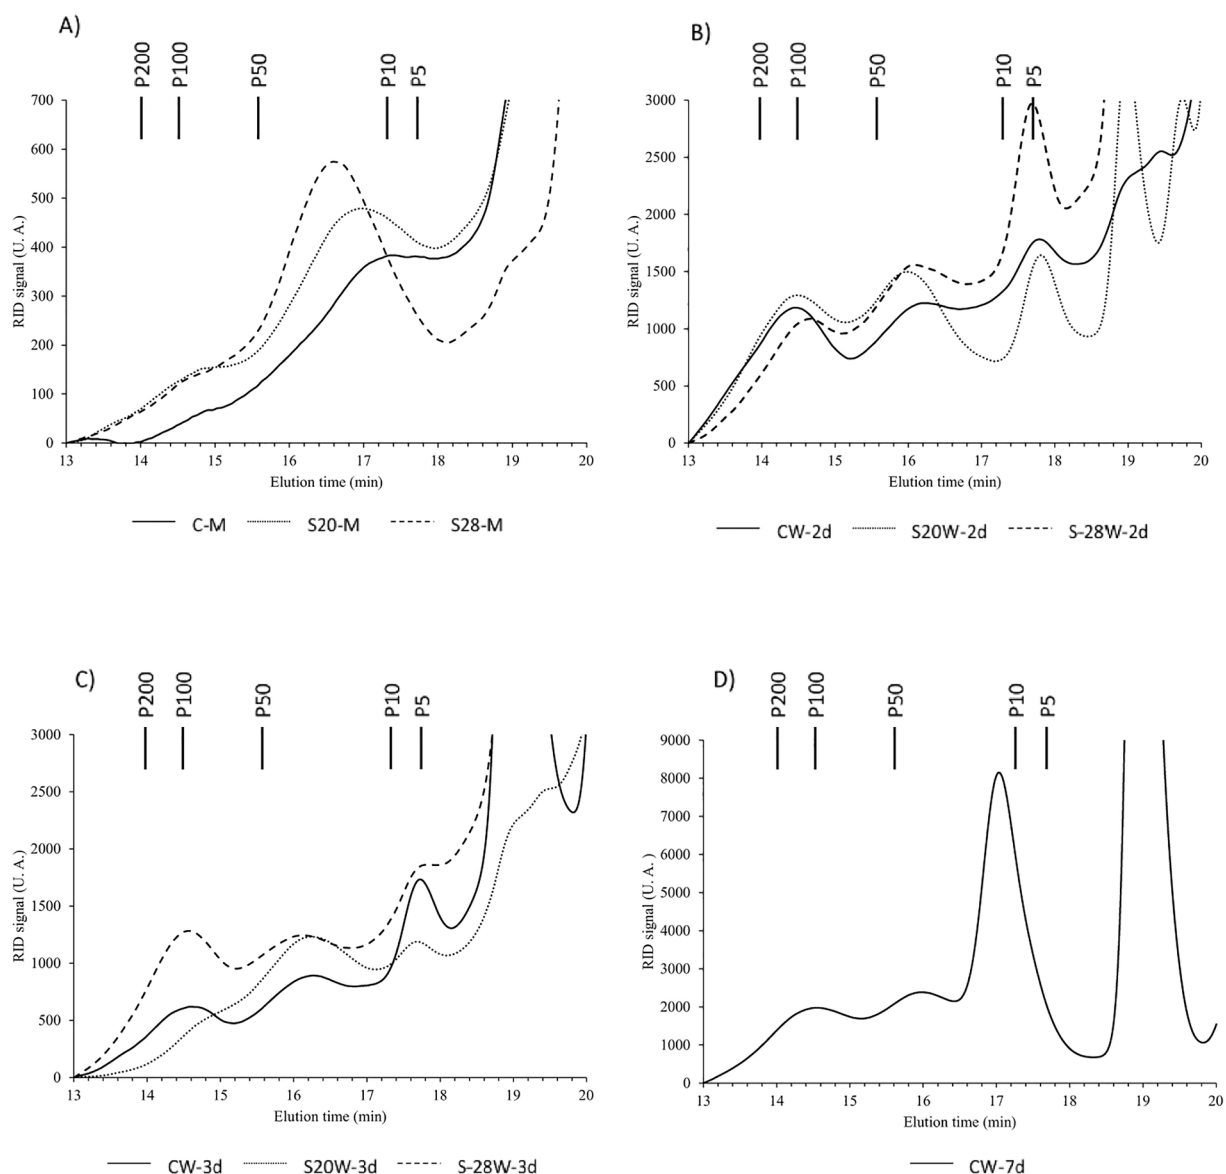 A)
P200 P100 P50 P10 P5
700
600
500
400
300
200
100
0
RID signal (U. A.)
13 14 15 16 17 18 19 20
Elution time (min)
C-M S20-M S28-M
B)
P200 P100 P50 P10 P5
3000
2500
2000
1500
1000
500
0
RID signal (U. A.)
13 14 15 16 17 18 19 20
Elution time (min)
CW-2d S20W-2d S-28W-2d
C)
P200 P100 P50 P10 P5
3000
2500
2000
1500
1000
500
0
RID signal (U. A.)
13 14 15 16 17 18 19 20
Elution time (min)
CW-3d S20W-3d S-28W-3d
D)
P200 P100 P50 P10 P5
9000
8000
7000
6000
5000
4000
3000
2000
1000
0
RID signal (U. A. )
13 14 15 16 17 18 19 20
Elution time (min)
CW-7d